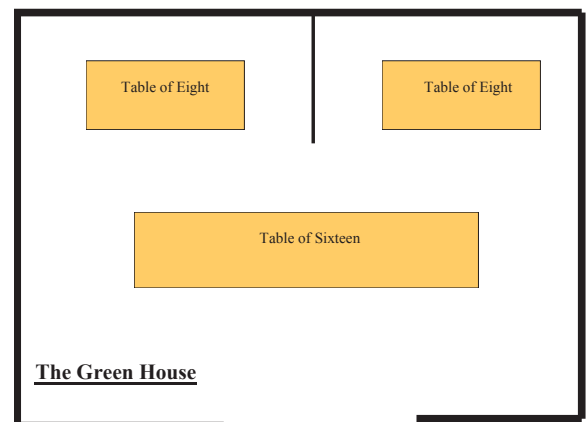 Table of Eight
Table of Eight
Table of Sixteen
The Green House